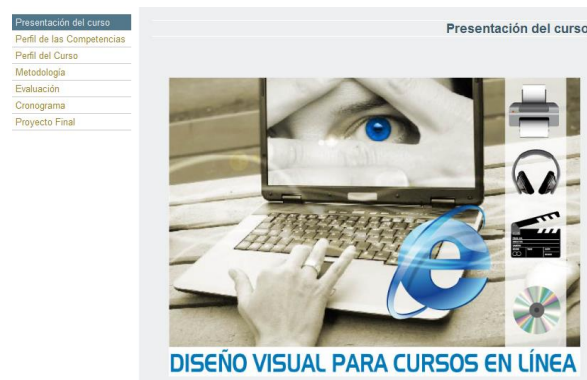 Presentación del curso
Perfil de las Competencias
Perfil del Curso
Metodología
Evaluación
Cronograma
Proyecto Final
Presentación del curso
DISEÑO VISUAL PARA CURSOS EN LÍNEA